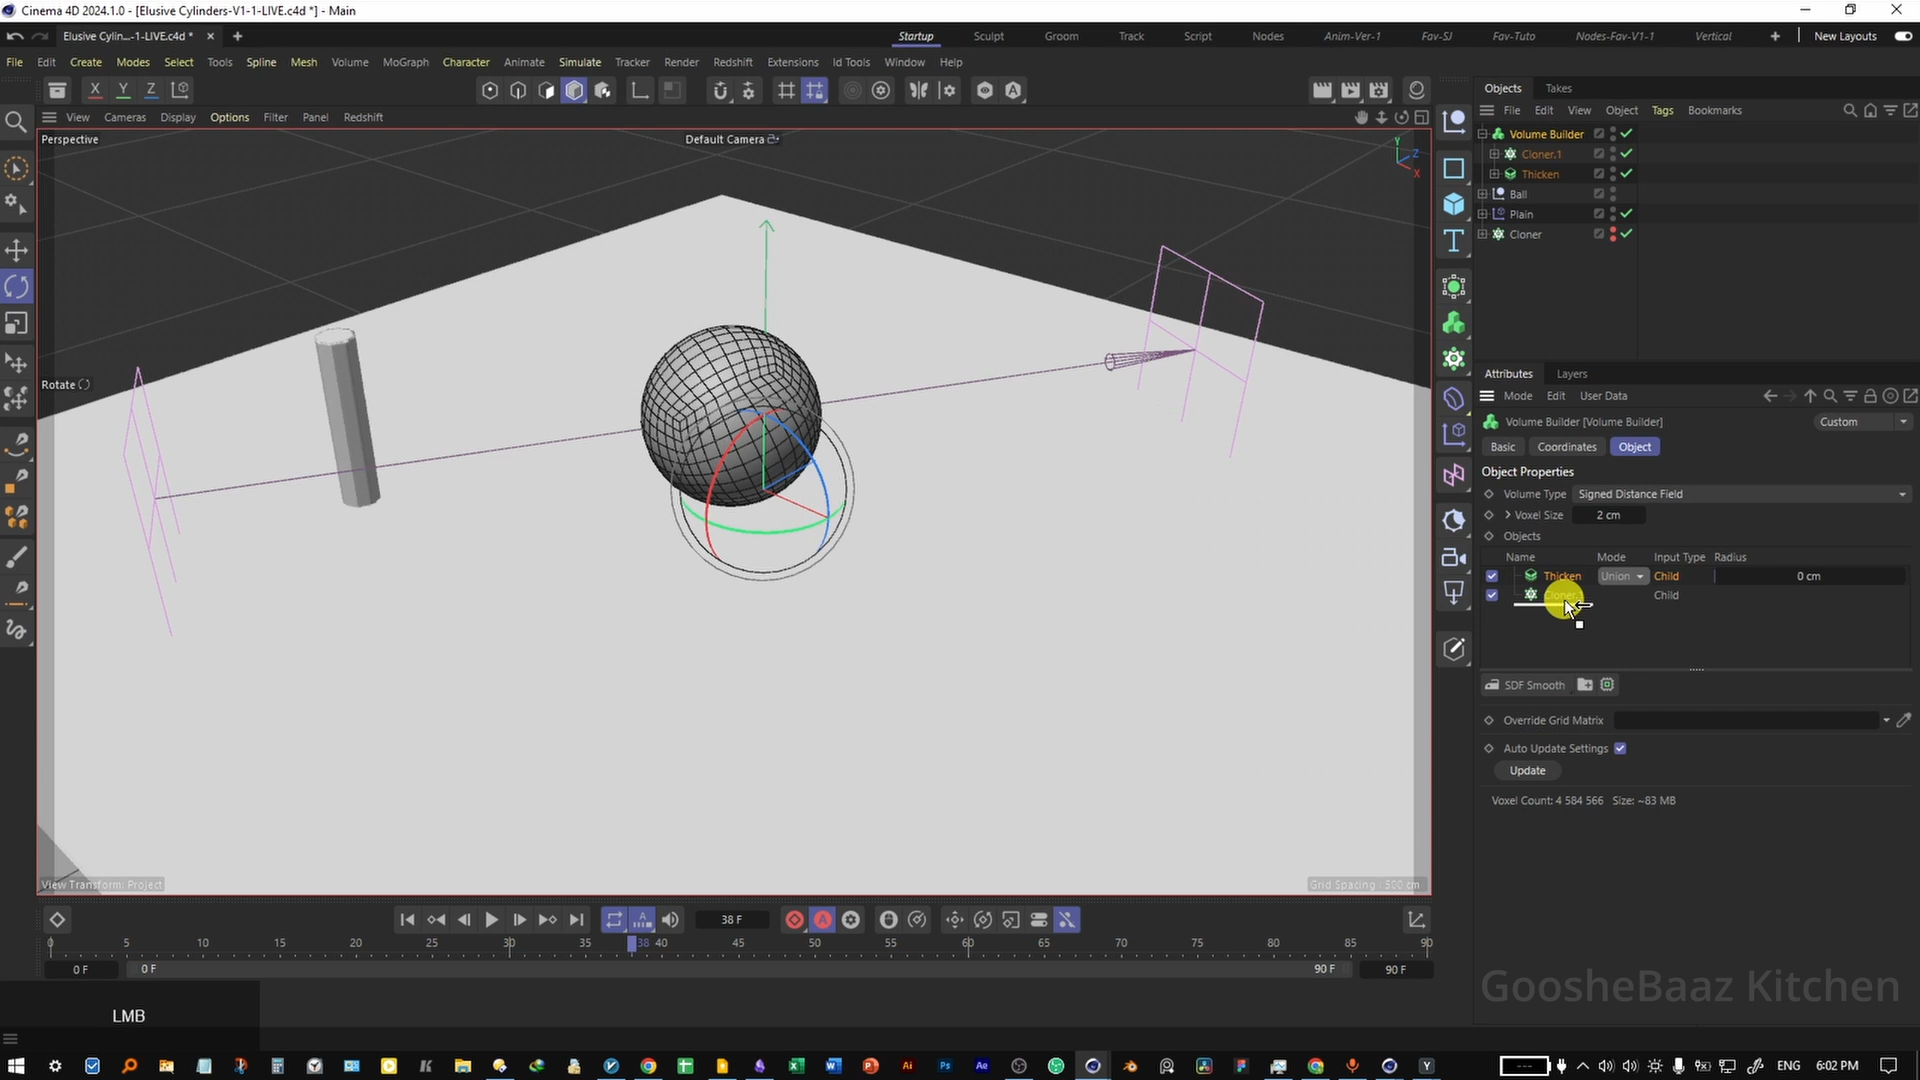 Cinema 4D 2024.1.0 - [Elusive Cylinders-V1-1-LIVE.c4d *] - Main
Elusive Cylin...-1-LIVE.c4d *
Startup Sculpt Groom Track Script Nodes Anim-Ver-1 Fav-SJ Fav-Tuto Nodes-Fav-V1-1 Vertical New Layouts
File Edit Create Modes Select Tools Spline Mesh Volume MoGraph Character Animate Simulate Tracker Render Redshift Extensions Id Tools Window Help
X Y Z
Objects Takes
File Edit View Object Tags Bookmarks
View Cameras Display Options Filter Panel Redshift
Perspective
Default Camera
Y
Z
X
Volume Builder
Cloner.1
Thicken
Ball
Plain
Cloner
Rotate
Attributes Layers
Mode Edit User Data
Volume Builder [Volume Builder]
Custom
Basic Coordinates Object
Object Properties
Volume Type Signed Distance Field
Voxel Size 2 cm
Objects
Name Mode Input Type Radius
Thicken Union Child 0 cm
Child
SDF Smooth
Override Grid Matrix
Auto Update Settings
Update
Voxel Count: 4 584 566 Size: ~83 MB
View Transform: Project
Grid Spacing : 500 cm
38 F
0 5 10 15 20 25 30 35 38 40 45 50 55 60 65 70 75 80 85 90
0 F 0 F 90 F 90 F
GoosheBaaz Kitchen
LMB
ENG 6:02 PM